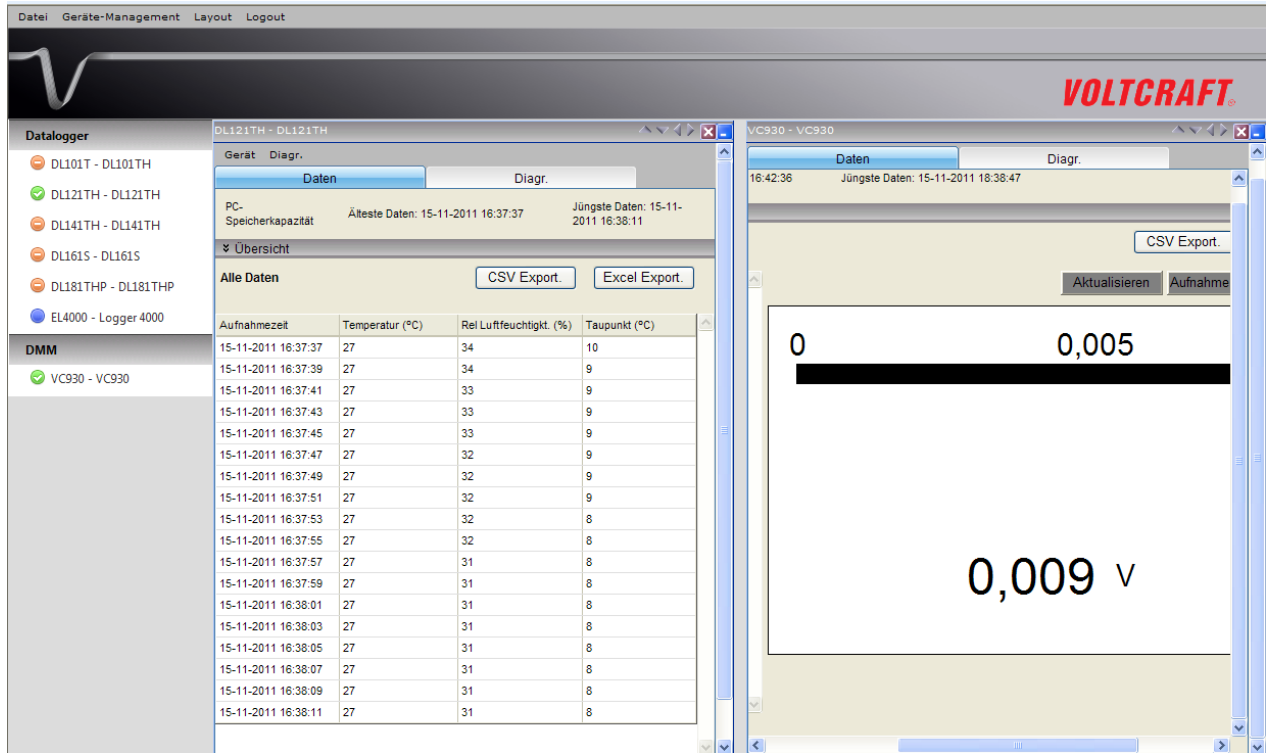 Datei Geräte-Management Layout Logout
VOLTCRAFT®
Datalogger
DL101T - DL101TH
DL121TH - DL121TH
DL141TH - DL141TH
DL161S - DL161S
DL181THP - DL181THP
EL4000 - Logger 4000
DMM
VC930 - VC930
DL121TH - DL121TH
Gerät Diagr.
Daten Diagr.
PC-
Speicherkapazität
Älteste Daten: 15-11-2011 16:37:37
Jüngste Daten: 15-11-
2011 16:38:11
Übersicht
Alle Daten CSV Export. Excel Export.
Aufnahmezeit Temperatur (ºC) Rel Luftfeuchtigkt. (%) Taupunkt (ºC)
15-11-2011 16:37:37 27 34 10
15-11-2011 16:37:39 27 34 9
15-11-2011 16:37:41 27 33 9
15-11-2011 16:37:43 27 33 9
15-11-2011 16:37:45 27 33 9
15-11-2011 16:37:47 27 32 9
15-11-2011 16:37:49 27 32 9
15-11-2011 16:37:51 27 32 9
15-11-2011 16:37:53 27 32 8
15-11-2011 16:37:55 27 32 8
15-11-2011 16:37:57 27 31 8
15-11-2011 16:37:59 27 31 8
15-11-2011 16:38:01 27 31 8
15-11-2011 16:38:03 27 31 8
15-11-2011 16:38:05 27 31 8
15-11-2011 16:38:07 27 31 8
15-11-2011 16:38:09 27 31 8
15-11-2011 16:38:11 27 31 8
VC930 - VC930
Daten Diagr.
16:42:36 Jüngste Daten: 15-11-2011 18:38:47
CSV Export.
Aktualisieren Aufnahme
0 0,005
0,009 V